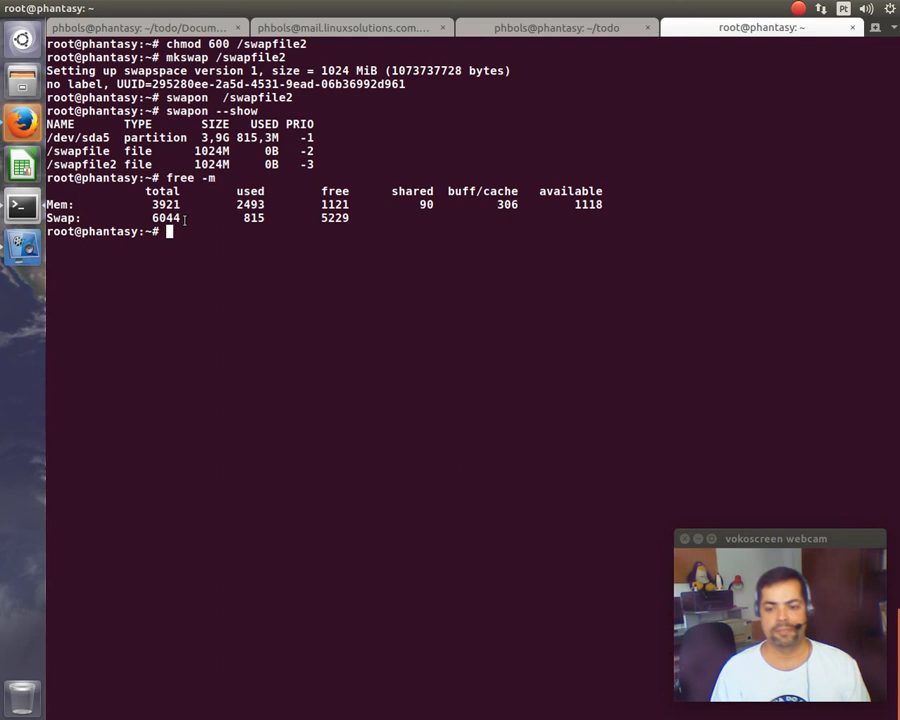 root@phantasy: ~
Pt
phbols@phantasy: ~/todo/Docum... ×
phbols@mail.linuxsolutions.com.... ×
phbols@phantasy: ~/todo ×
root@phantasy: ~ ×
root@phantasy:~# chmod 600 /swapfile2
root@phantasy:~# mkswap /swapfile2
Setting up swapspace version 1, size = 1024 MiB (1073737728 bytes)
no label, UUID=295280ee-2a5d-4531-9ead-06b36992d961
root@phantasy:~# swapon  /swapfile2
root@phantasy:~# swapon --show
NAME       TYPE       SIZE   USED PRIO
/dev/sda5  partition  3,9G 815,3M   -1
/swapfile  file      1024M     0B   -2
/swapfile2 file      1024M     0B   -3
root@phantasy:~# free -m
              total        used        free      shared  buff/cache   available
Mem:           3921        2493        1121          90         306        1118
Swap:          6044         815        5229
root@phantasy:~#
vokoscreen webcam